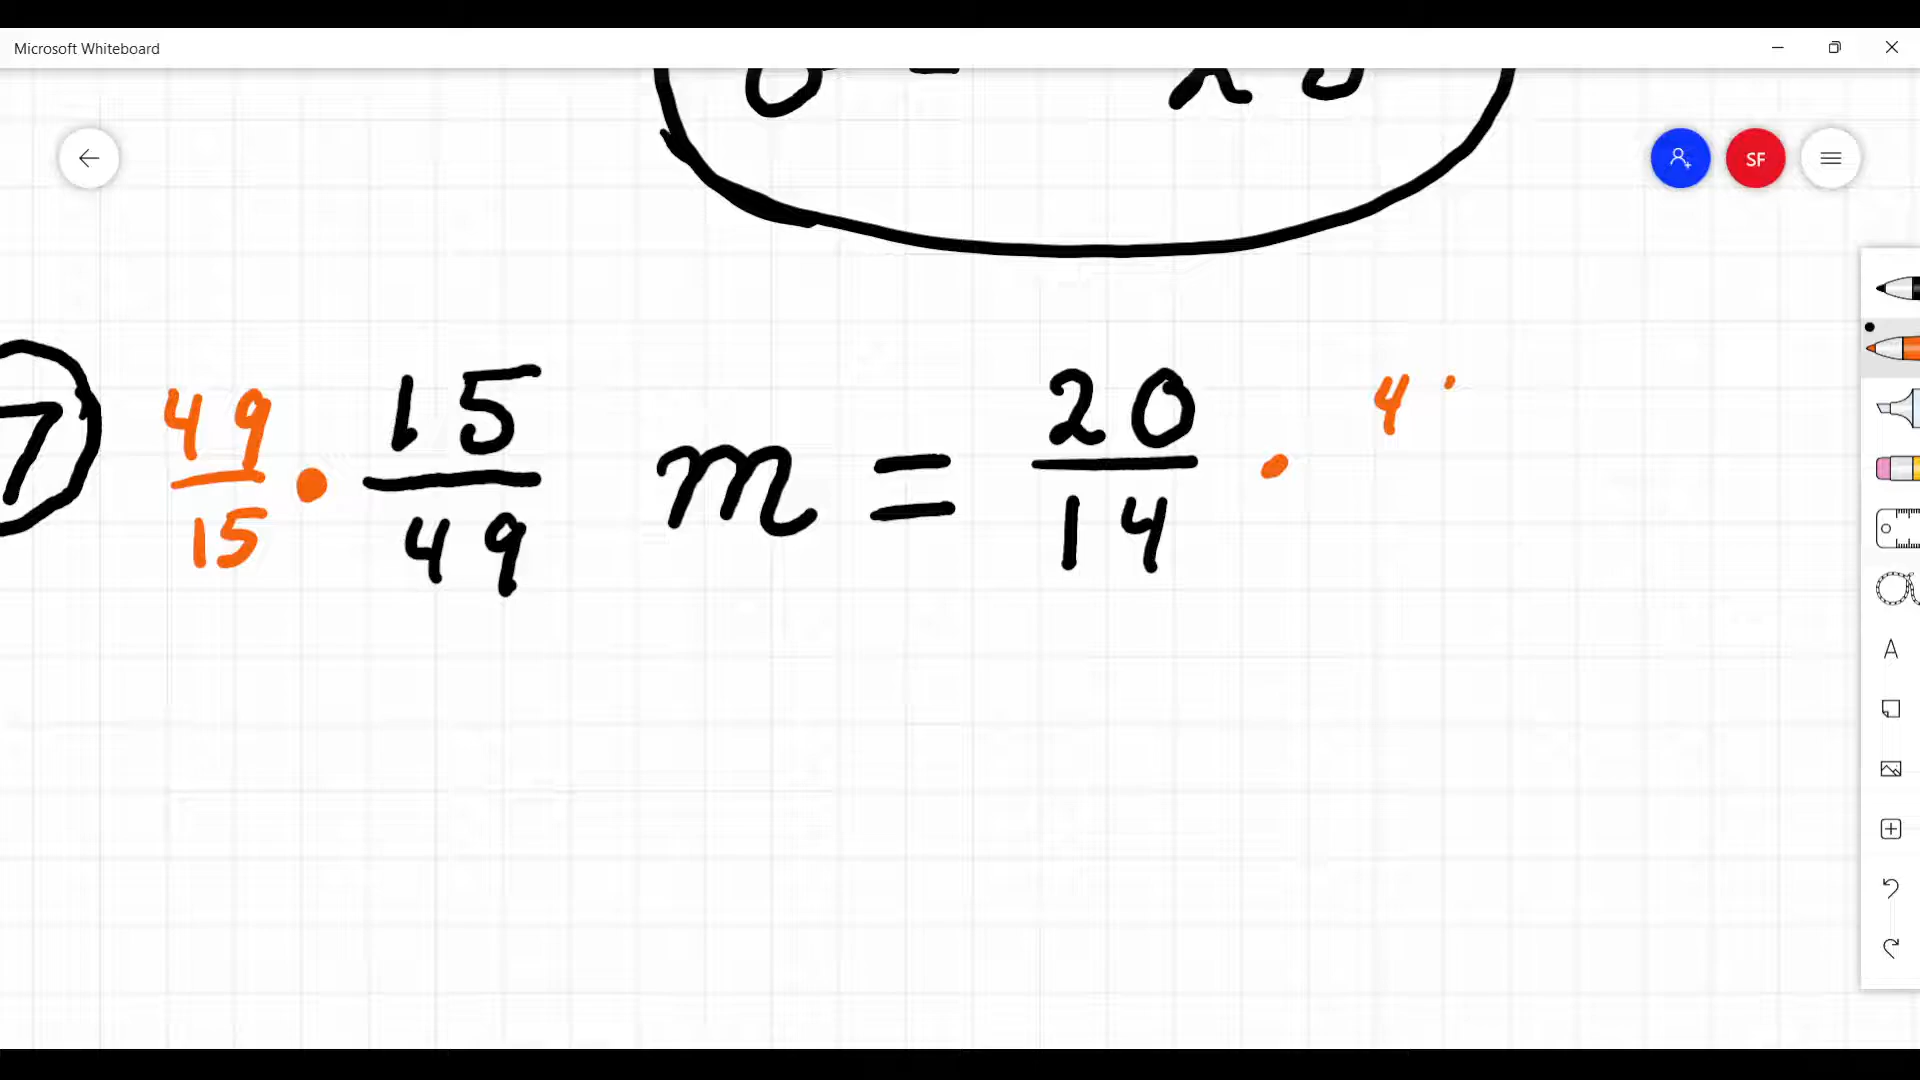 Microsoft Whiteboard
SF
7 49/15 • 15/49 m = 20/14 • 4
A